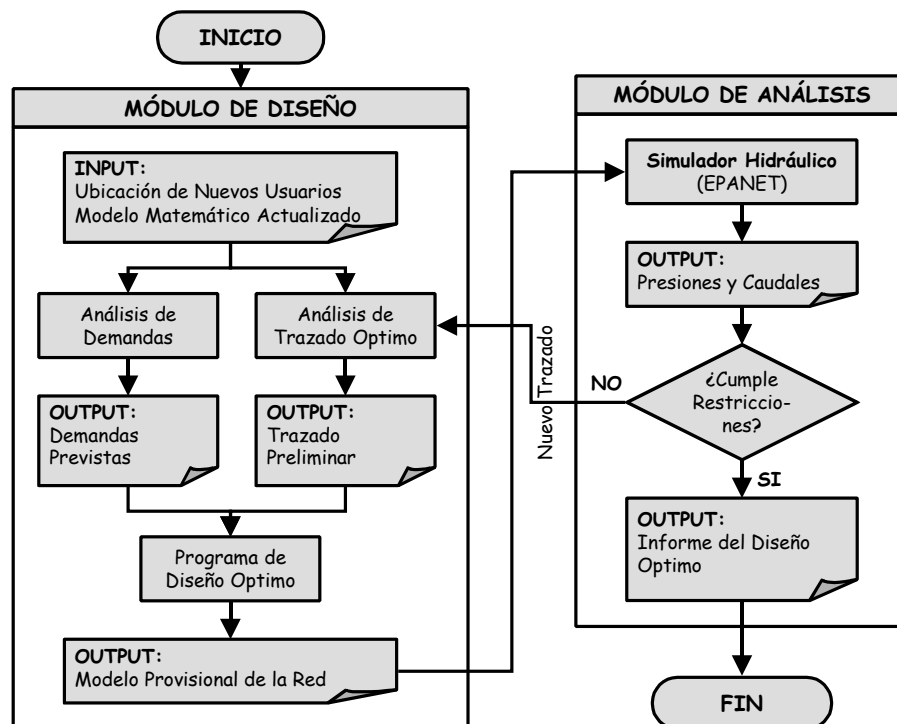 INICIO
MÓDULO DE DISEÑO
INPUT:
Ubicación de Nuevos Usuarios
Modelo Matemático Actualizado
Análisis de
Demandas
Análisis de
Trazado Optimo
OUTPUT:
Demandas
Previstas
OUTPUT:
Trazado
Preliminar
Programa de
Diseño Optimo
OUTPUT:
Modelo Provisional de la Red
Nuevo Trazado
MÓDULO DE ANÁLISIS
Simulador Hidráulico
(EPANET)
OUTPUT:
Presiones y Caudales
¿Cumple
Restriccio-
nes?
NO
SI
OUTPUT:
Informe del Diseño
Optimo
FIN